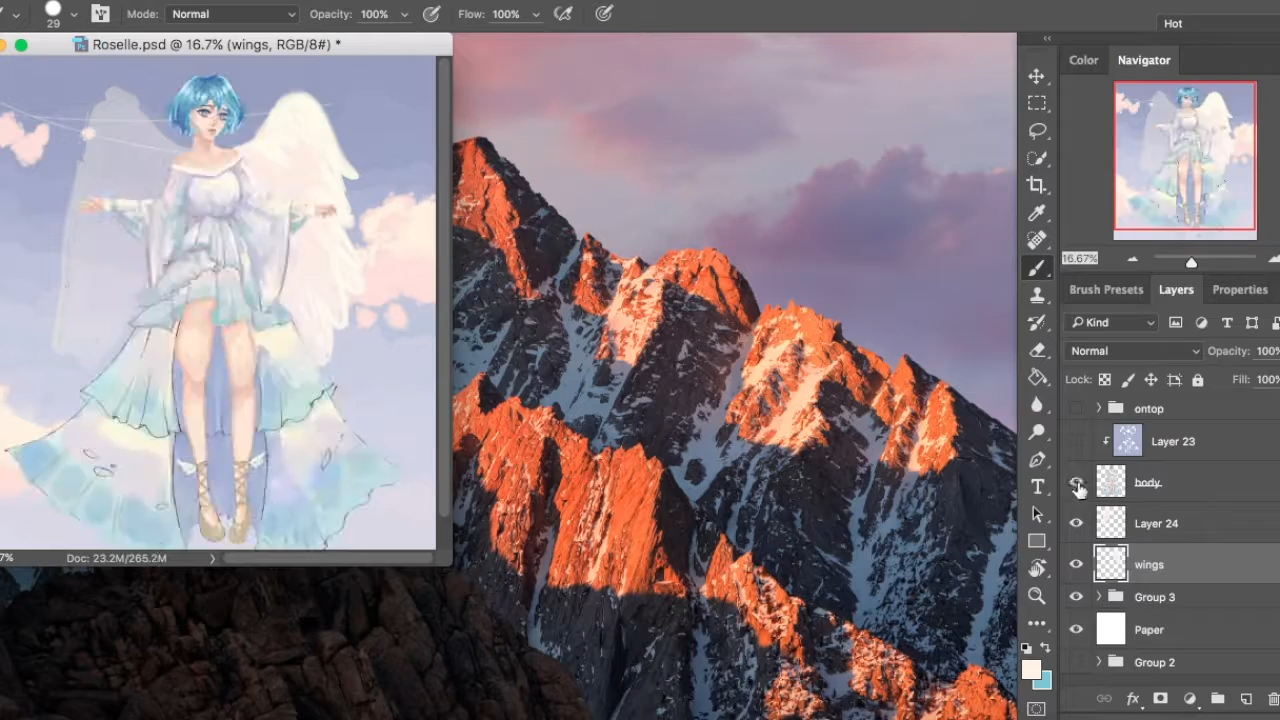 29
Mode: Normal
Opacity: 100%
Flow: 100%
Hot
Roselle.psd @ 16.7% (wings, RGB/8#) *
Color
Navigator
16.67%
Brush Presets
Layers
Properties
Kind
Normal
Opacity: 100%
Lock:
Fill: 100%
ontop
Layer 23
body
Layer 24
wings
Group 3
Paper
Group 2
7%
Doc: 23.2M/265.2M